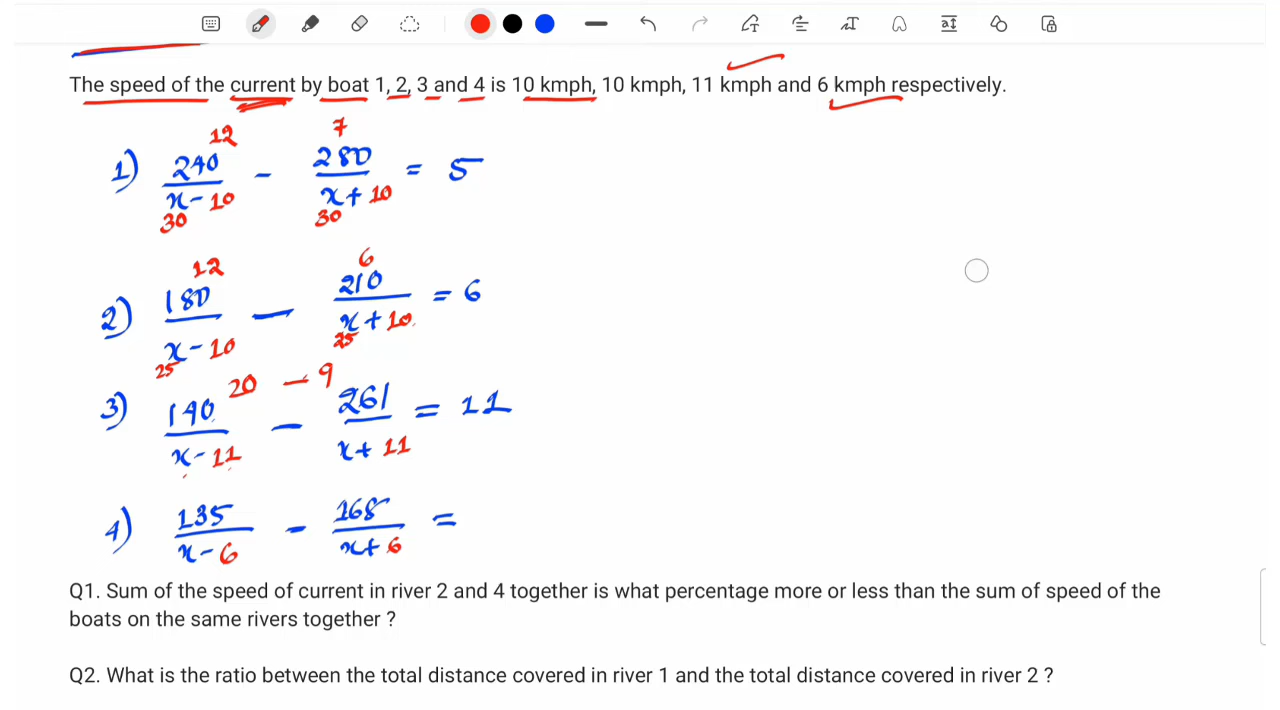 The speed of the current by boat 1, 2, 3 and 4 is 10 kmph, 10 kmph, 11 kmph and 6 kmph respectively.
12 7
1) 240 / x - 10 - 280 / x + 10 = 5
30 30
12 6
2) 180 / x - 10 - 210 / x + 10 = 6
25 25
20 - 9
3) 140 / x - 11 - 261 / x + 11 = 11
4) 135 / x - 6 - 168 / x + 6 =
Q1. Sum of the speed of current in river 2 and 4 together is what percentage more or less than the sum of speed of the
boats on the same rivers together ?
Q2. What is the ratio between the total distance covered in river 1 and the total distance covered in river 2 ?